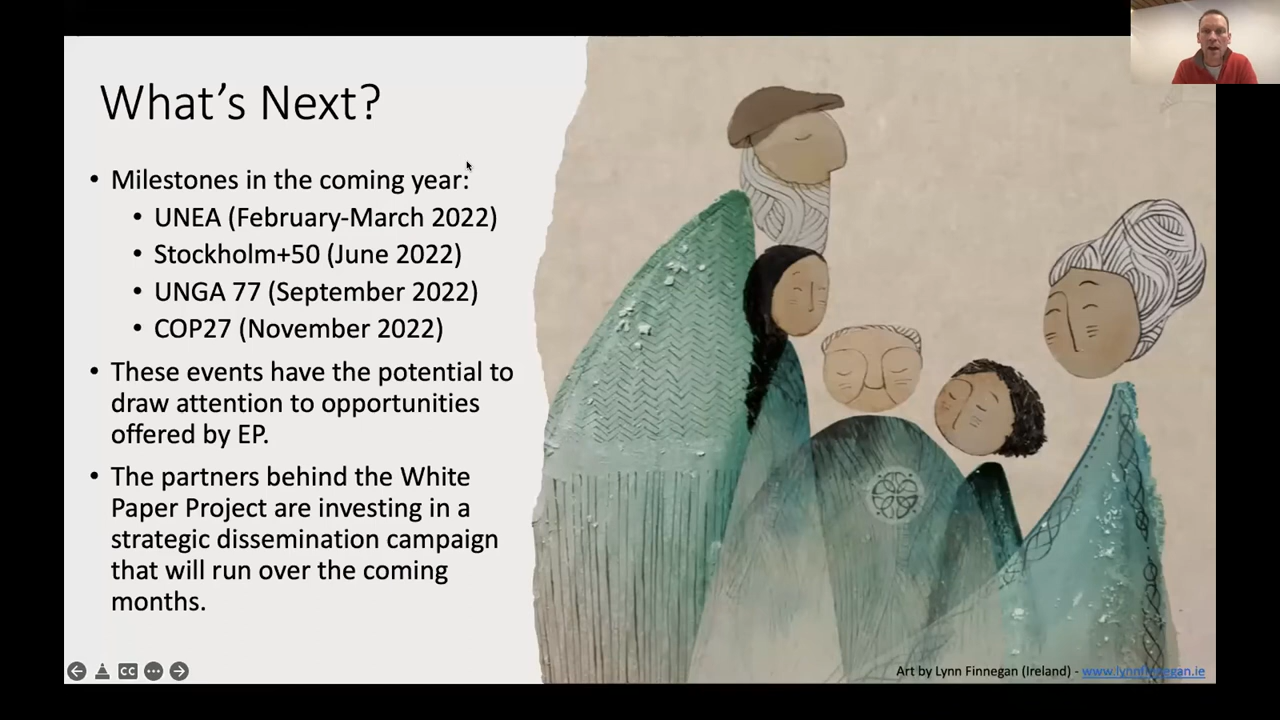 What's Next?
• Milestones in the coming year:
• UNEA (February-March 2022)
• Stockholm+50 (June 2022)
• UNGA 77 (September 2022)
• COP27 (November 2022)
• These events have the potential to
draw attention to opportunities
offered by EP.
• The partners behind the White
Paper Project are investing in a
strategic dissemination campaign
that will run over the coming
months.
CC
Art by Lynn Finnegan (Ireland) - www.lynnfinnegan.ie